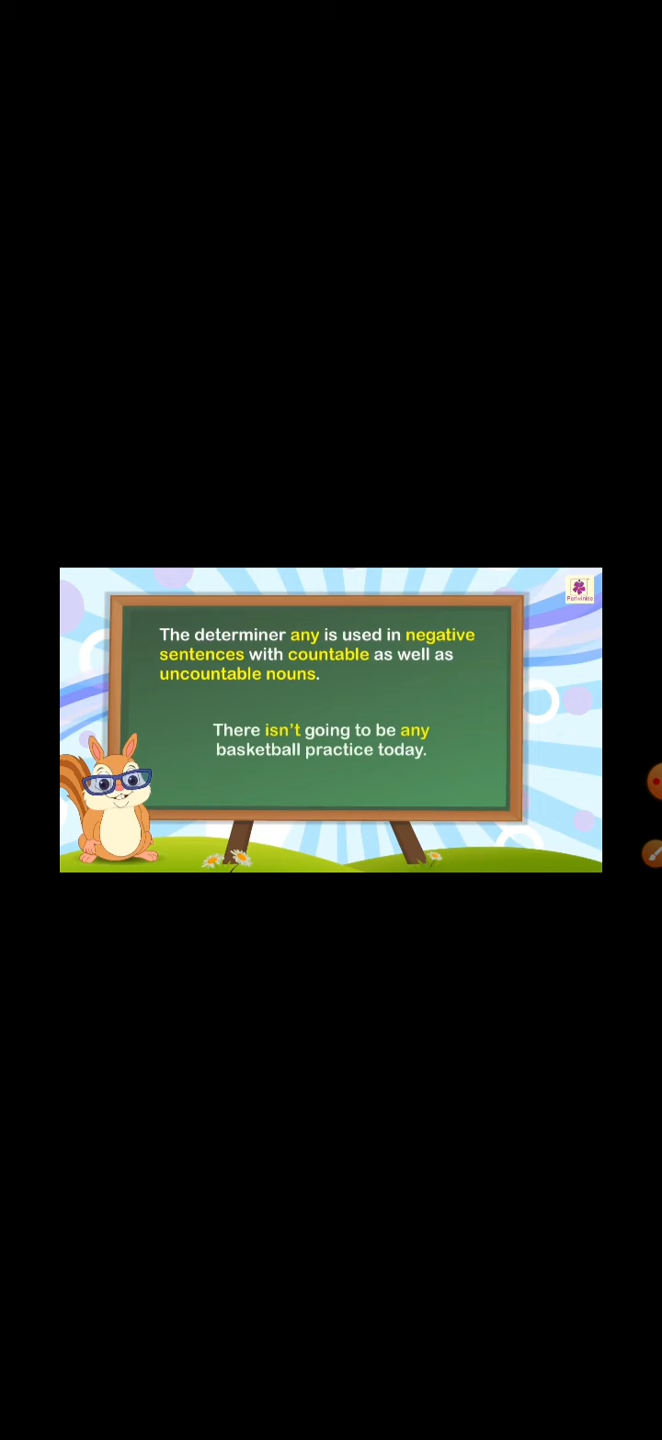 Periwinkle
The determiner any is used in negative
sentences with countable as well as
uncountable nouns.
There isn't going to be any
basketball practice today.